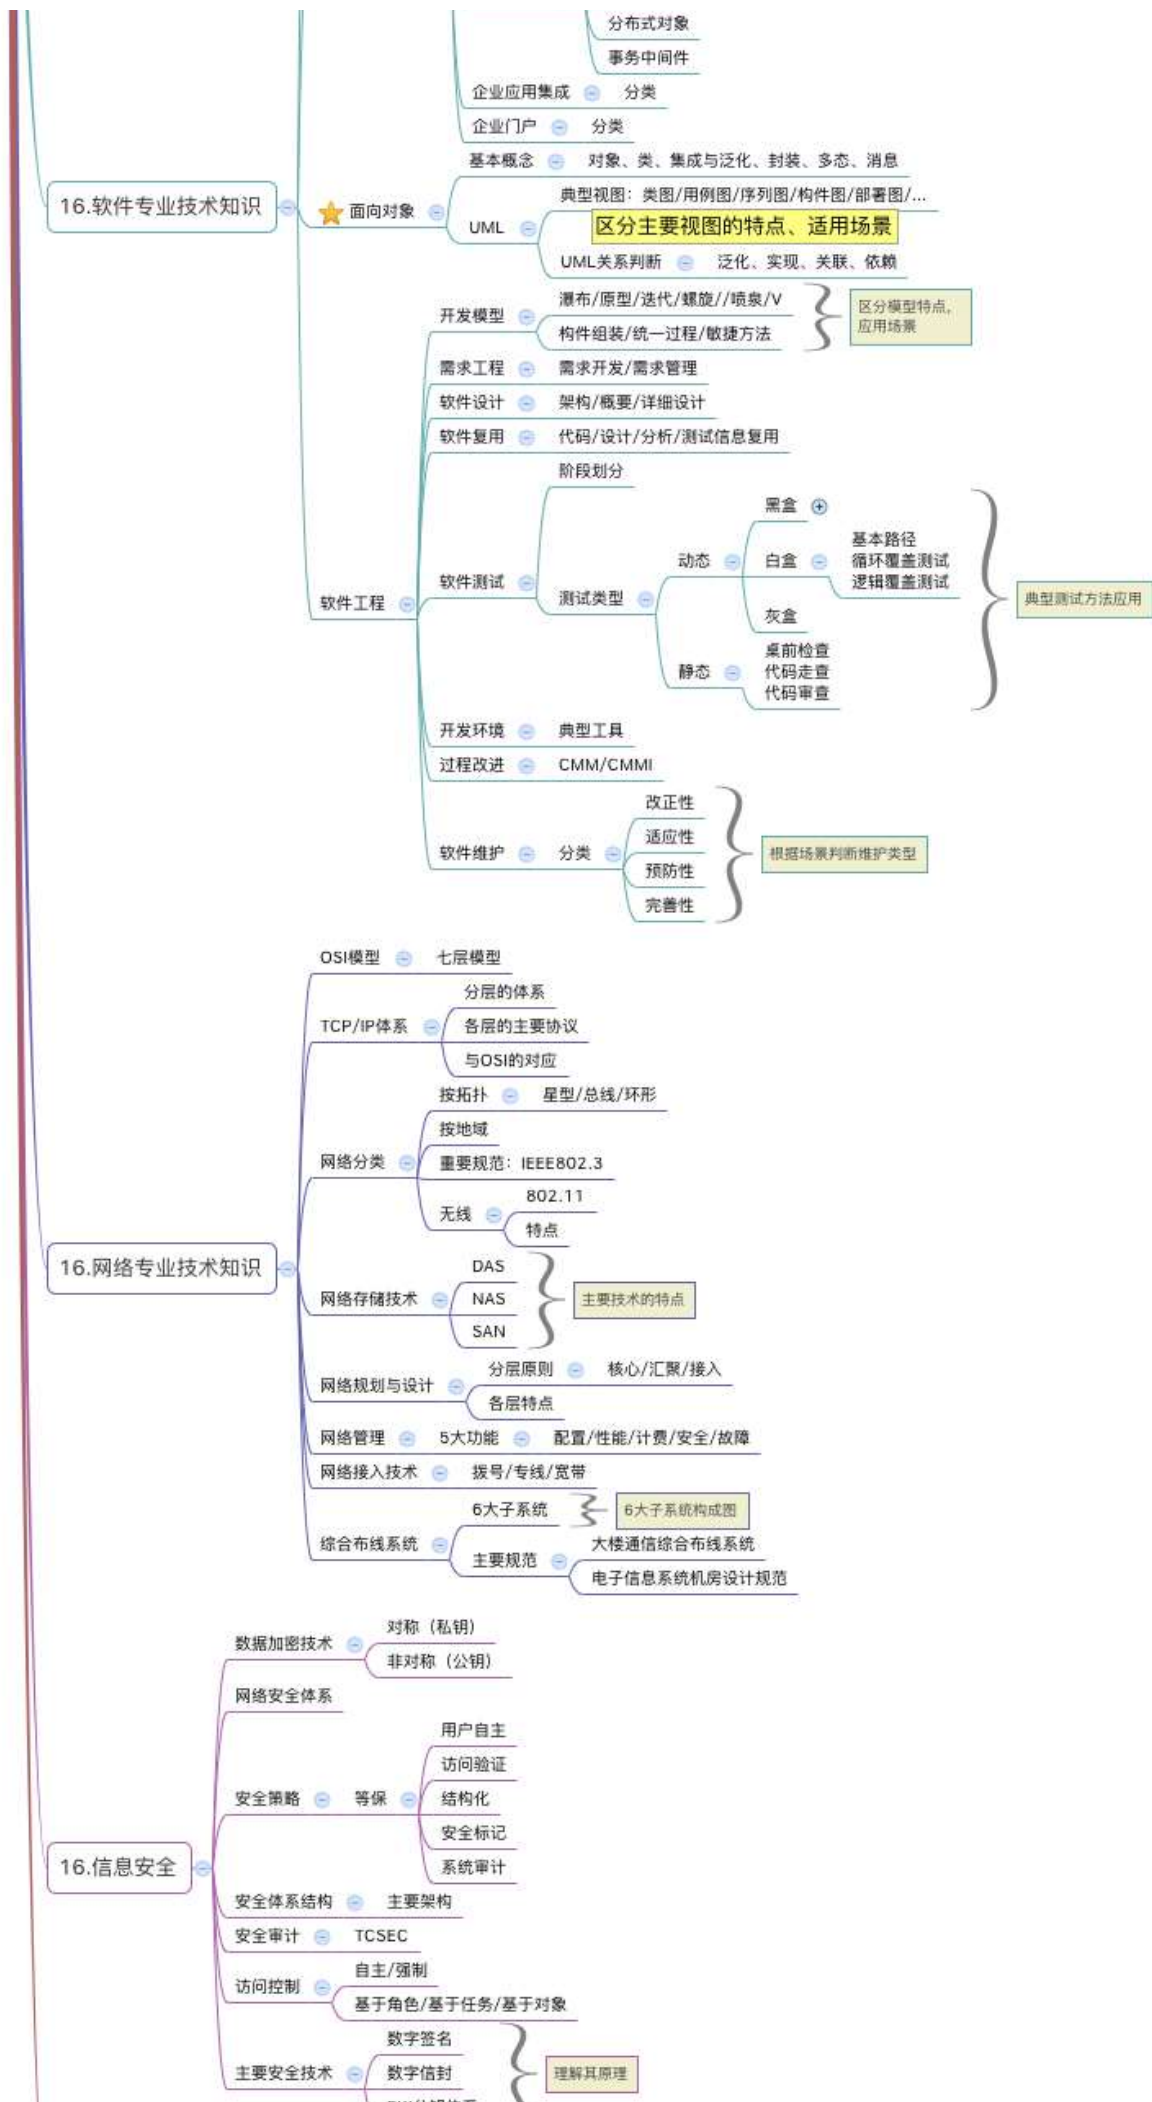 分布式对象
事务中间件
企业应用集成 分类
企业门户 分类
16.软件专业技术知识
面向对象
基本概念 对象、类、集成与泛化、封装、多态、消息
UML
典型视图：类图/用例图/序列图/构件图/部署图/...
区分主要视图的特点、适用场景
UML关系判断 泛化、实现、关联、依赖
软件工程
开发模型
瀑布/原型/迭代/螺旋//喷泉/V
构件组装/统一过程/敏捷方法
区分模型特点，
应用场景
需求工程 需求开发/需求管理
软件设计 架构/概要/详细设计
软件复用 代码/设计/分析/测试信息复用
软件测试
阶段划分
测试类型
动态
黑盒
白盒
基本路径
循环覆盖测试
逻辑覆盖测试
灰盒
静态
桌前检查
代码走查
代码审查
典型测试方法应用
开发环境 典型工具
过程改进 CMM/CMMI
软件维护 分类
改正性
适应性
预防性
完善性
根据场景判断维护类型
16.网络专业技术知识
OSI模型 七层模型
TCP/IP体系
分层的体系
各层的主要协议
与OSI的对应
网络分类
按拓扑 星型/总线/环形
按地域
重要规范：IEEE802.3
无线
802.11
特点
网络存储技术
DAS
NAS
SAN
主要技术的特点
网络规划与设计
分层原则 核心/汇聚/接入
各层特点
网络管理 5大功能 配置/性能/计费/安全/故障
网络接入技术 拨号/专线/宽带
综合布线系统
6大子系统
6大子系统构成图
主要规范
大楼通信综合布线系统
电子信息系统机房设计规范
16.信息安全
数据加密技术
对称（私钥）
非对称（公钥）
网络安全体系
安全策略 等保
用户自主
访问验证
结构化
安全标记
系统审计
安全体系结构 主要架构
安全审计 TCSEC
访问控制
自主/强制
基于角色/基于任务/基于对象
主要安全技术
数字签名
数字信封
理解其原理